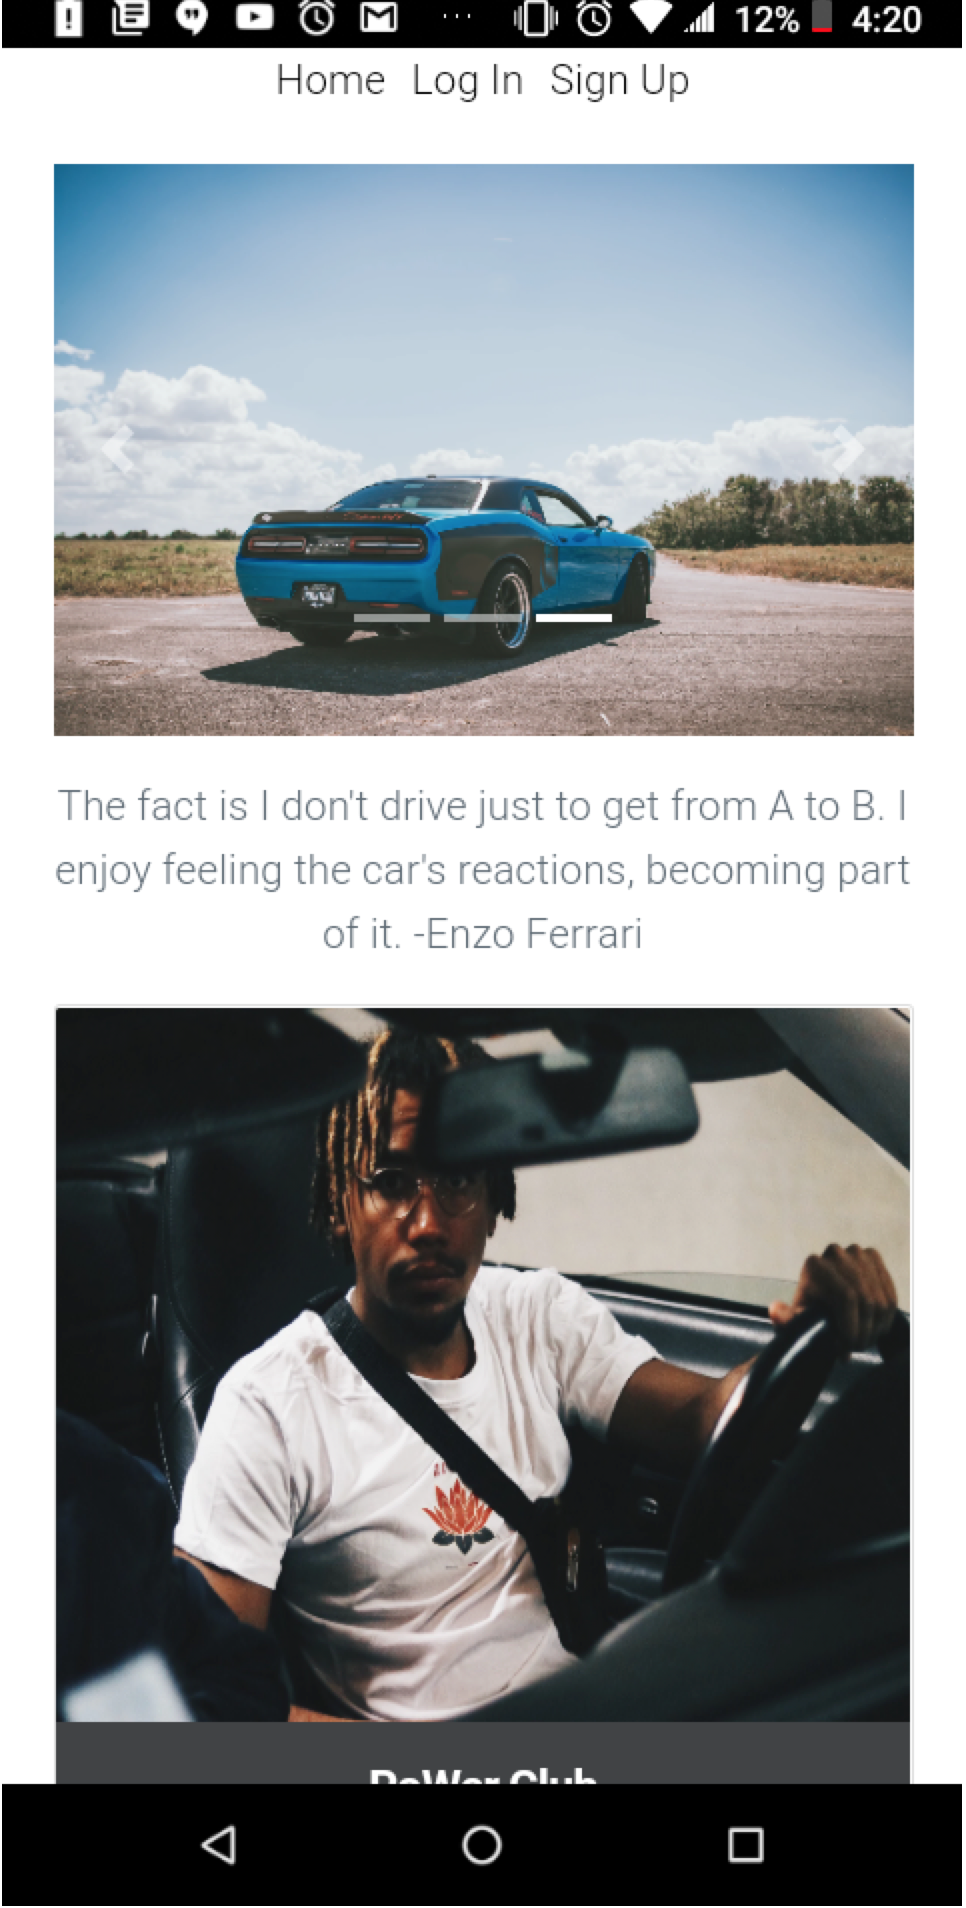 12% 4:20
Home Log In Sign Up
The fact is I don't drive just to get from A to B. I
enjoy feeling the car's reactions, becoming part
of it. -Enzo Ferrari